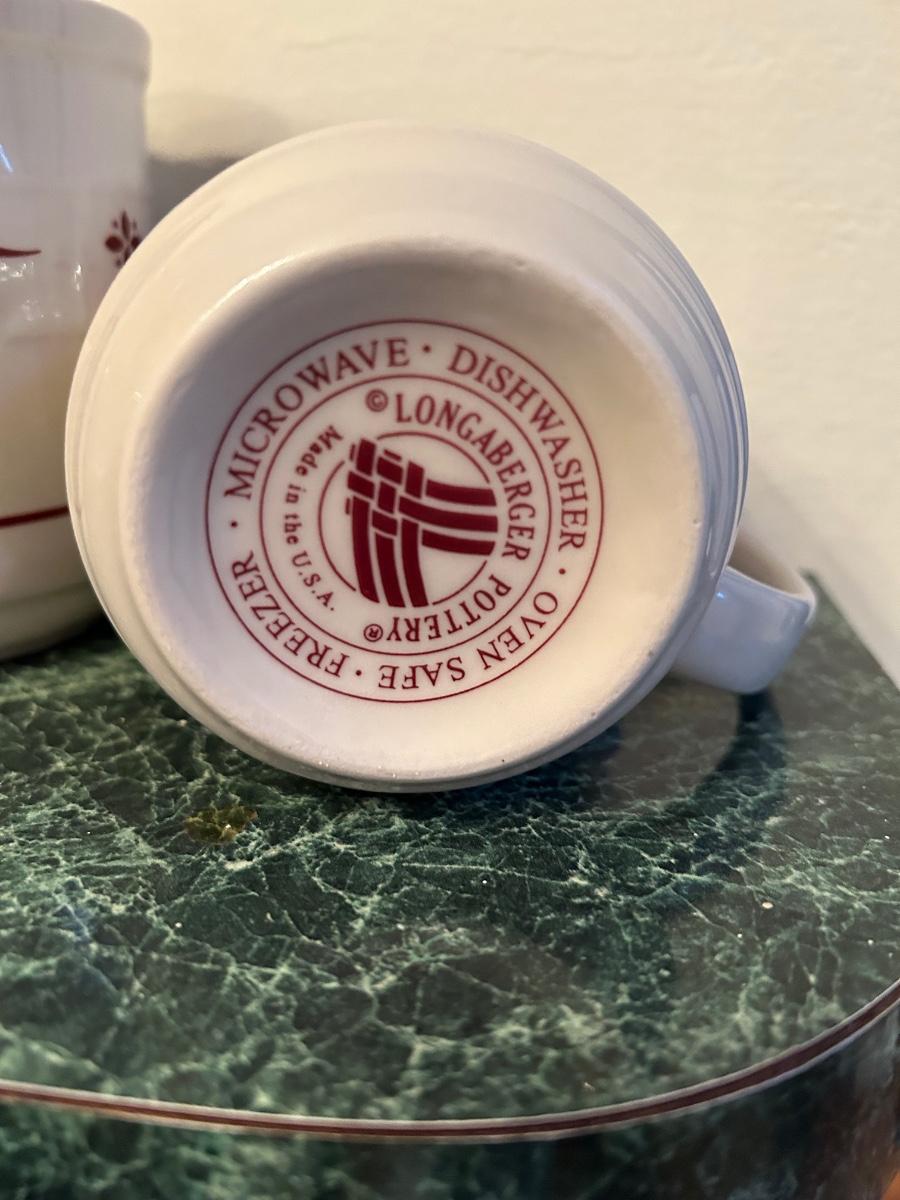 MICROWAVE · DISHWASHER · OVEN SAFE · FREEZER ·
© LONGABERGER POTTERY®
Made in the U.S.A.